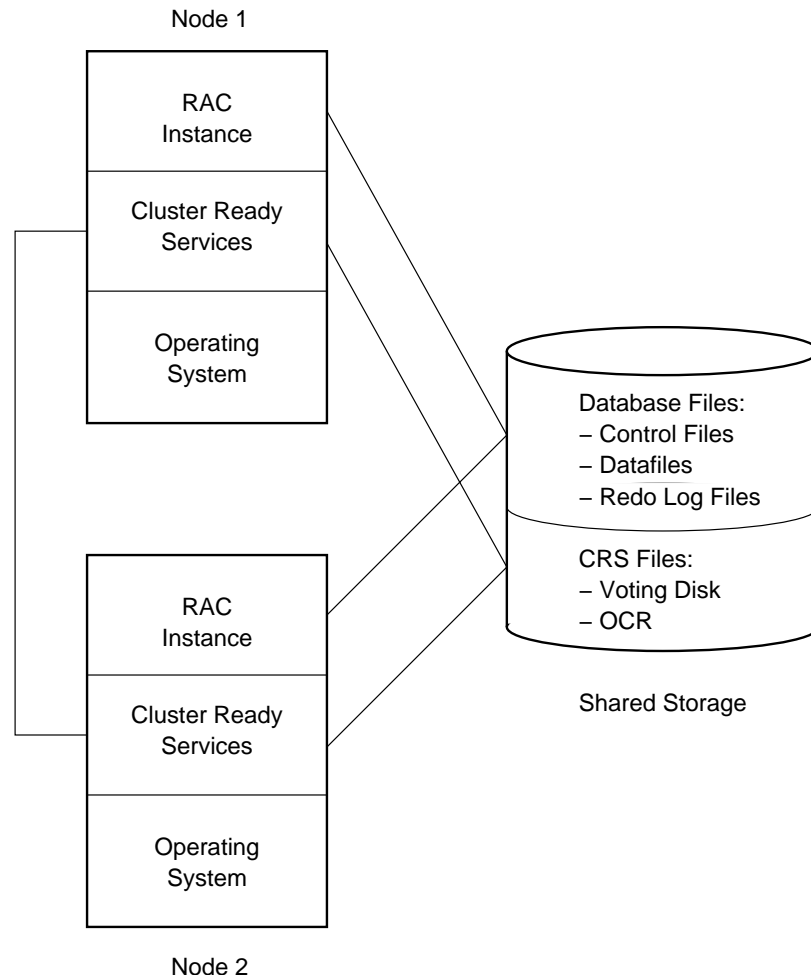 Node 1
RAC
Instance
Cluster Ready
Services
Operating
System
RAC
Instance
Cluster Ready
Services
Operating
System
Node 2
Database Files:
– Control Files
– Datafiles
– Redo Log Files
CRS Files:
– Voting Disk
– OCR
Shared Storage